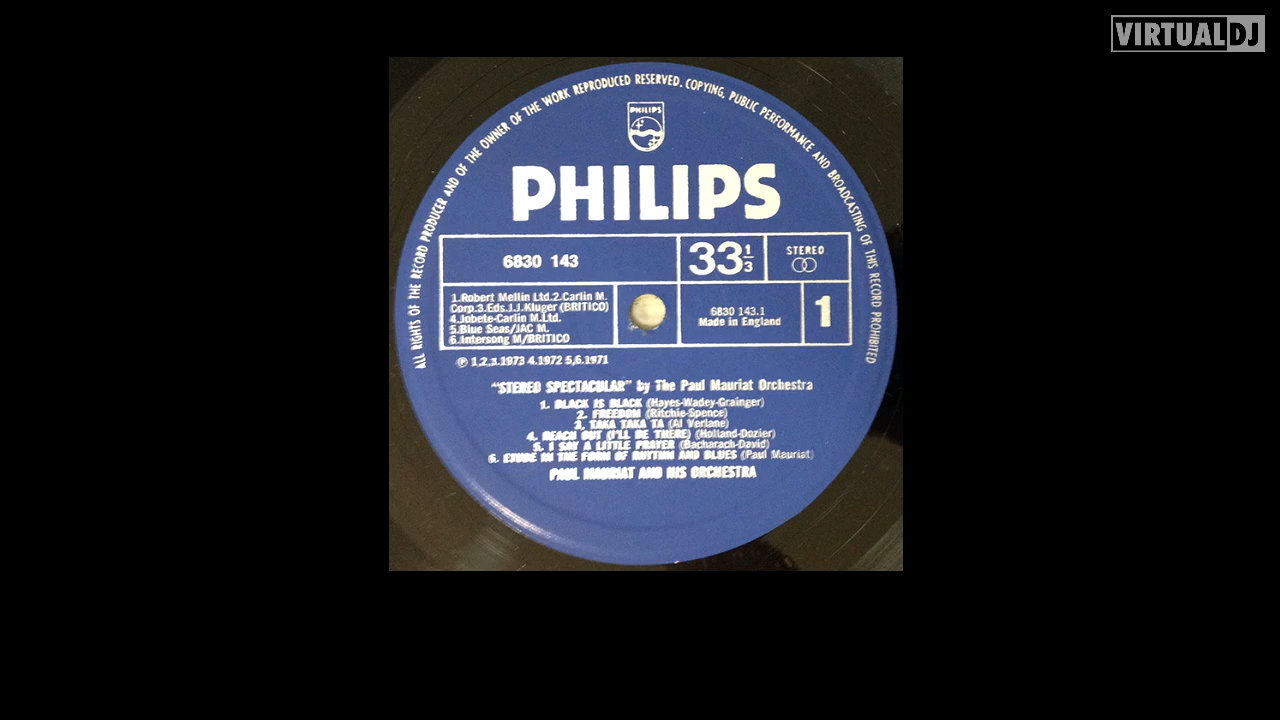 VIRTUALDJ
ALL RIGHTS OF THE RECORD PRODUCER AND OF THE OWNER OF THE WORK REPRODUCED RESERVED. COPYING, PUBLIC PERFORMANCE AND BROADCASTING OF THIS RECORD PROHIBITED
PHILIPS
PHILIPS
6830 143
33 1/3
STEREO
1.Robert Mellin Ltd.2.Carlin M.
Corp.3.Eds.J.J.Kluger (BRITICO)
4.Jobete-Carlin M.Ltd.
5.Blue Seas/JAC M.
6.Intersong M/BRITICO
6830 143.1
Made in England
1
℗ 1,2,3.1973 4.1972 5,6.1971
"STEREO SPECTACULAR" by The Paul Mauriat Orchestra
1. BLACK IS BLACK (Hayes-Wadey-Grainger)
2. FREEDOM (Ritchie-Spence)
3. TAKA TAKA TA (Al Verlane)
4. REACH OUT (I'LL BE THERE) (Holland-Dozier)
5. I SAY A LITTLE PRAYER (Bacharach-David)
6. ETUDE IN THE FORM OF RHYTHM AND BLUES (Paul Mauriat)
PAUL MAURIAT AND HIS ORCHESTRA